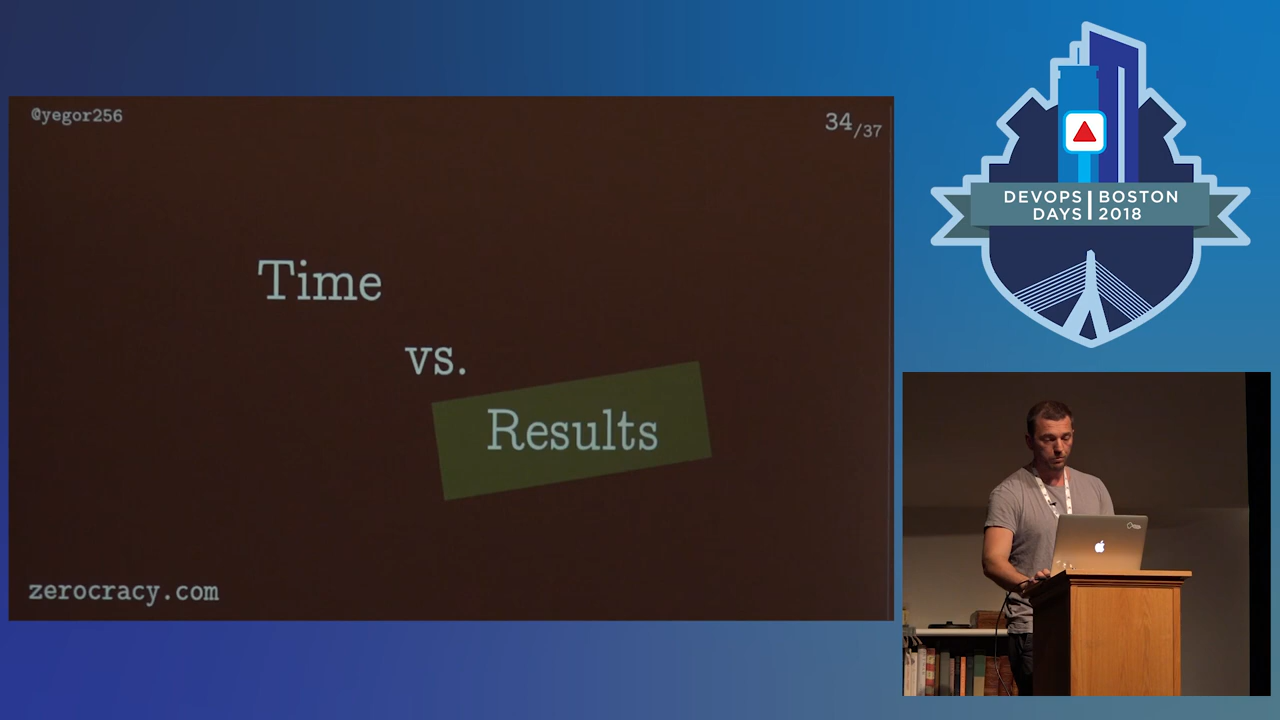 @yegor256
34/37
Time
vs.
Results
zerocracy.com
DEVOPS | BOSTON
DAYS | 2018